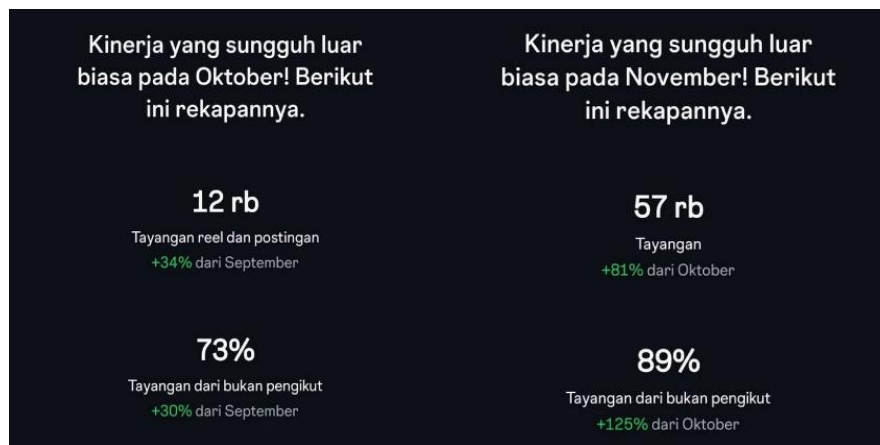 Kinerja yang sungguh luar
biasa pada Oktober! Berikut
ini rekapannya.
12 rb
Tayangan reel dan postingan
+34% dari September
73%
Tayangan dari bukan pengikut
+30% dari September
Kinerja yang sungguh luar
biasa pada November! Berikut
ini rekapannya.
57 rb
Tayangan
+81% dari Oktober
89%
Tayangan dari bukan pengikut
+125% dari Oktober